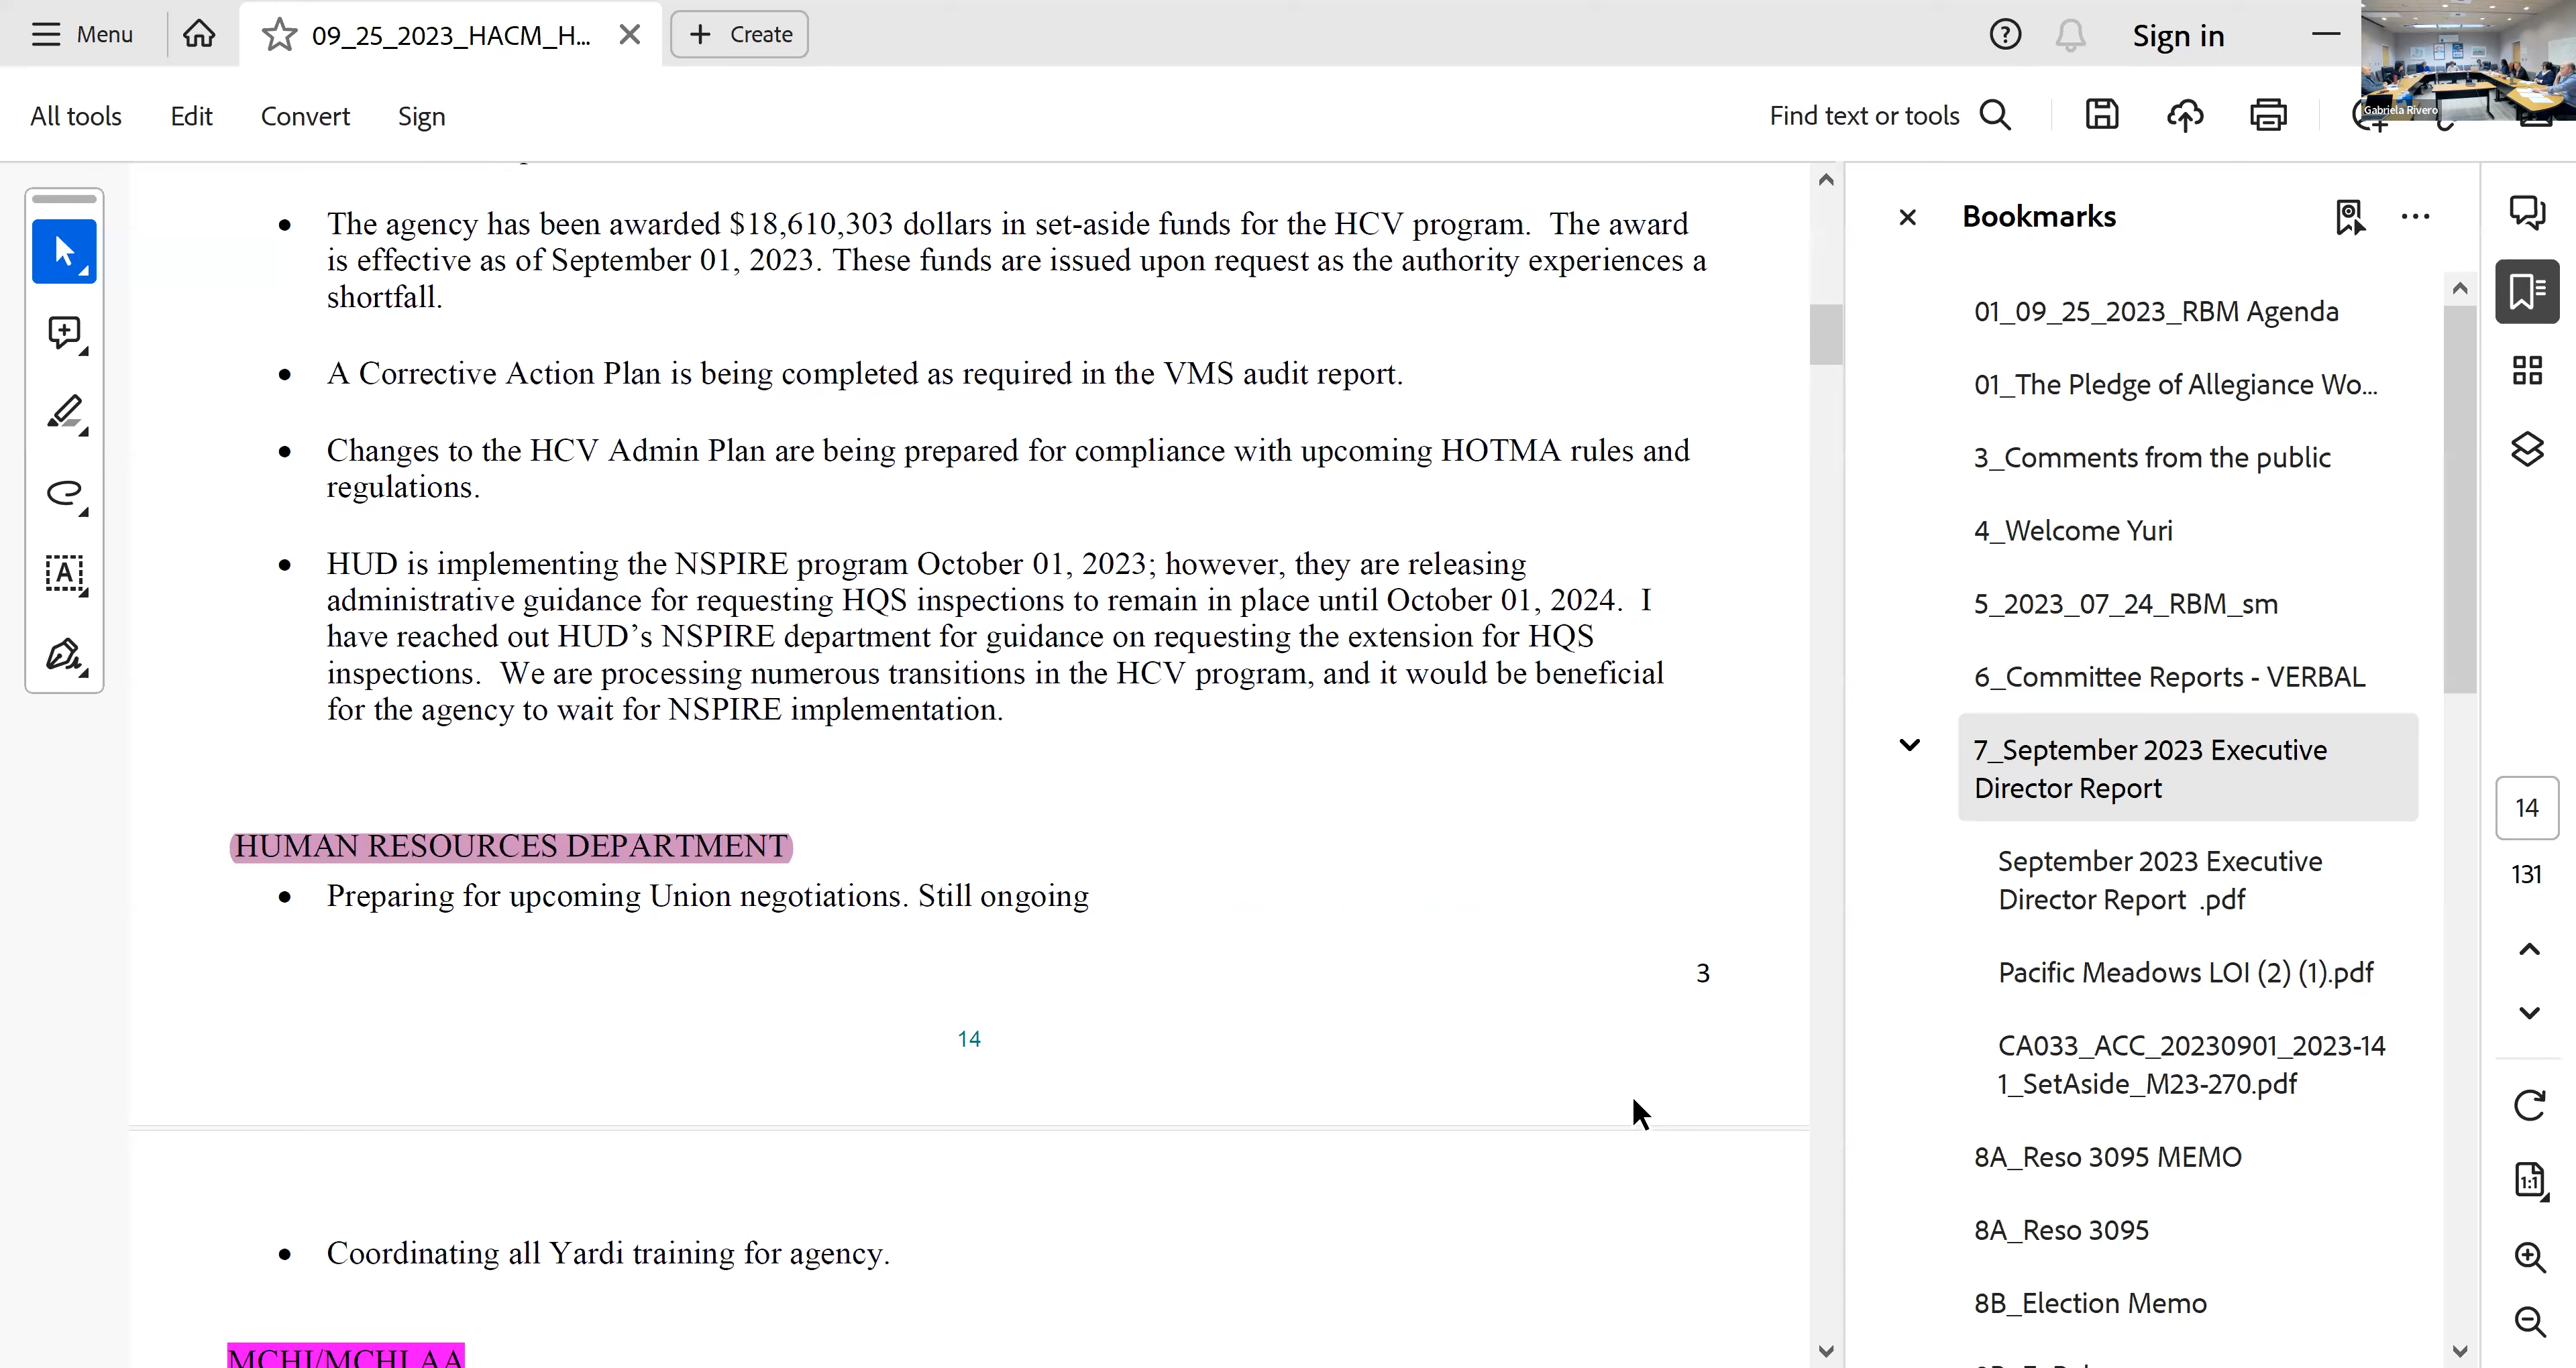 Menu
09_25_2023_HACM_H...
Create
Sign in
Gabriela Rivero
All tools
Edit
Convert
Sign
Find text or tools
The agency has been awarded $18,610,303 dollars in set-aside funds for the HCV program. The award
is effective as of September 01, 2023. These funds are issued upon request as the authority experiences a
shortfall.
A Corrective Action Plan is being completed as required in the VMS audit report.
Changes to the HCV Admin Plan are being prepared for compliance with upcoming HOTMA rules and
regulations.
HUD is implementing the NSPIRE program October 01, 2023; however, they are releasing
administrative guidance for requesting HQS inspections to remain in place until October 01, 2024. I
have reached out HUD's NSPIRE department for guidance on requesting the extension for HQS
inspections. We are processing numerous transitions in the HCV program, and it would be beneficial
for the agency to wait for NSPIRE implementation.
HUMAN RESOURCES DEPARTMENT
Preparing for upcoming Union negotiations. Still ongoing
3
14
Coordinating all Yardi training for agency.
MCHI/MCHI AA
Bookmarks
01_09_25_2023_RBM Agenda
01_The Pledge of Allegiance Wo...
3_Comments from the public
4_Welcome Yuri
5_2023_07_24_RBM_sm
6_Committee Reports - VERBAL
7_September 2023 Executive
Director Report
September 2023 Executive
Director Report .pdf
Pacific Meadows LOI (2) (1).pdf
CA033_ACC_20230901_2023-14
1_SetAside_M23-270.pdf
8A_Reso 3095 MEMO
8A_Reso 3095
8B_Election Memo
14
131
1:1